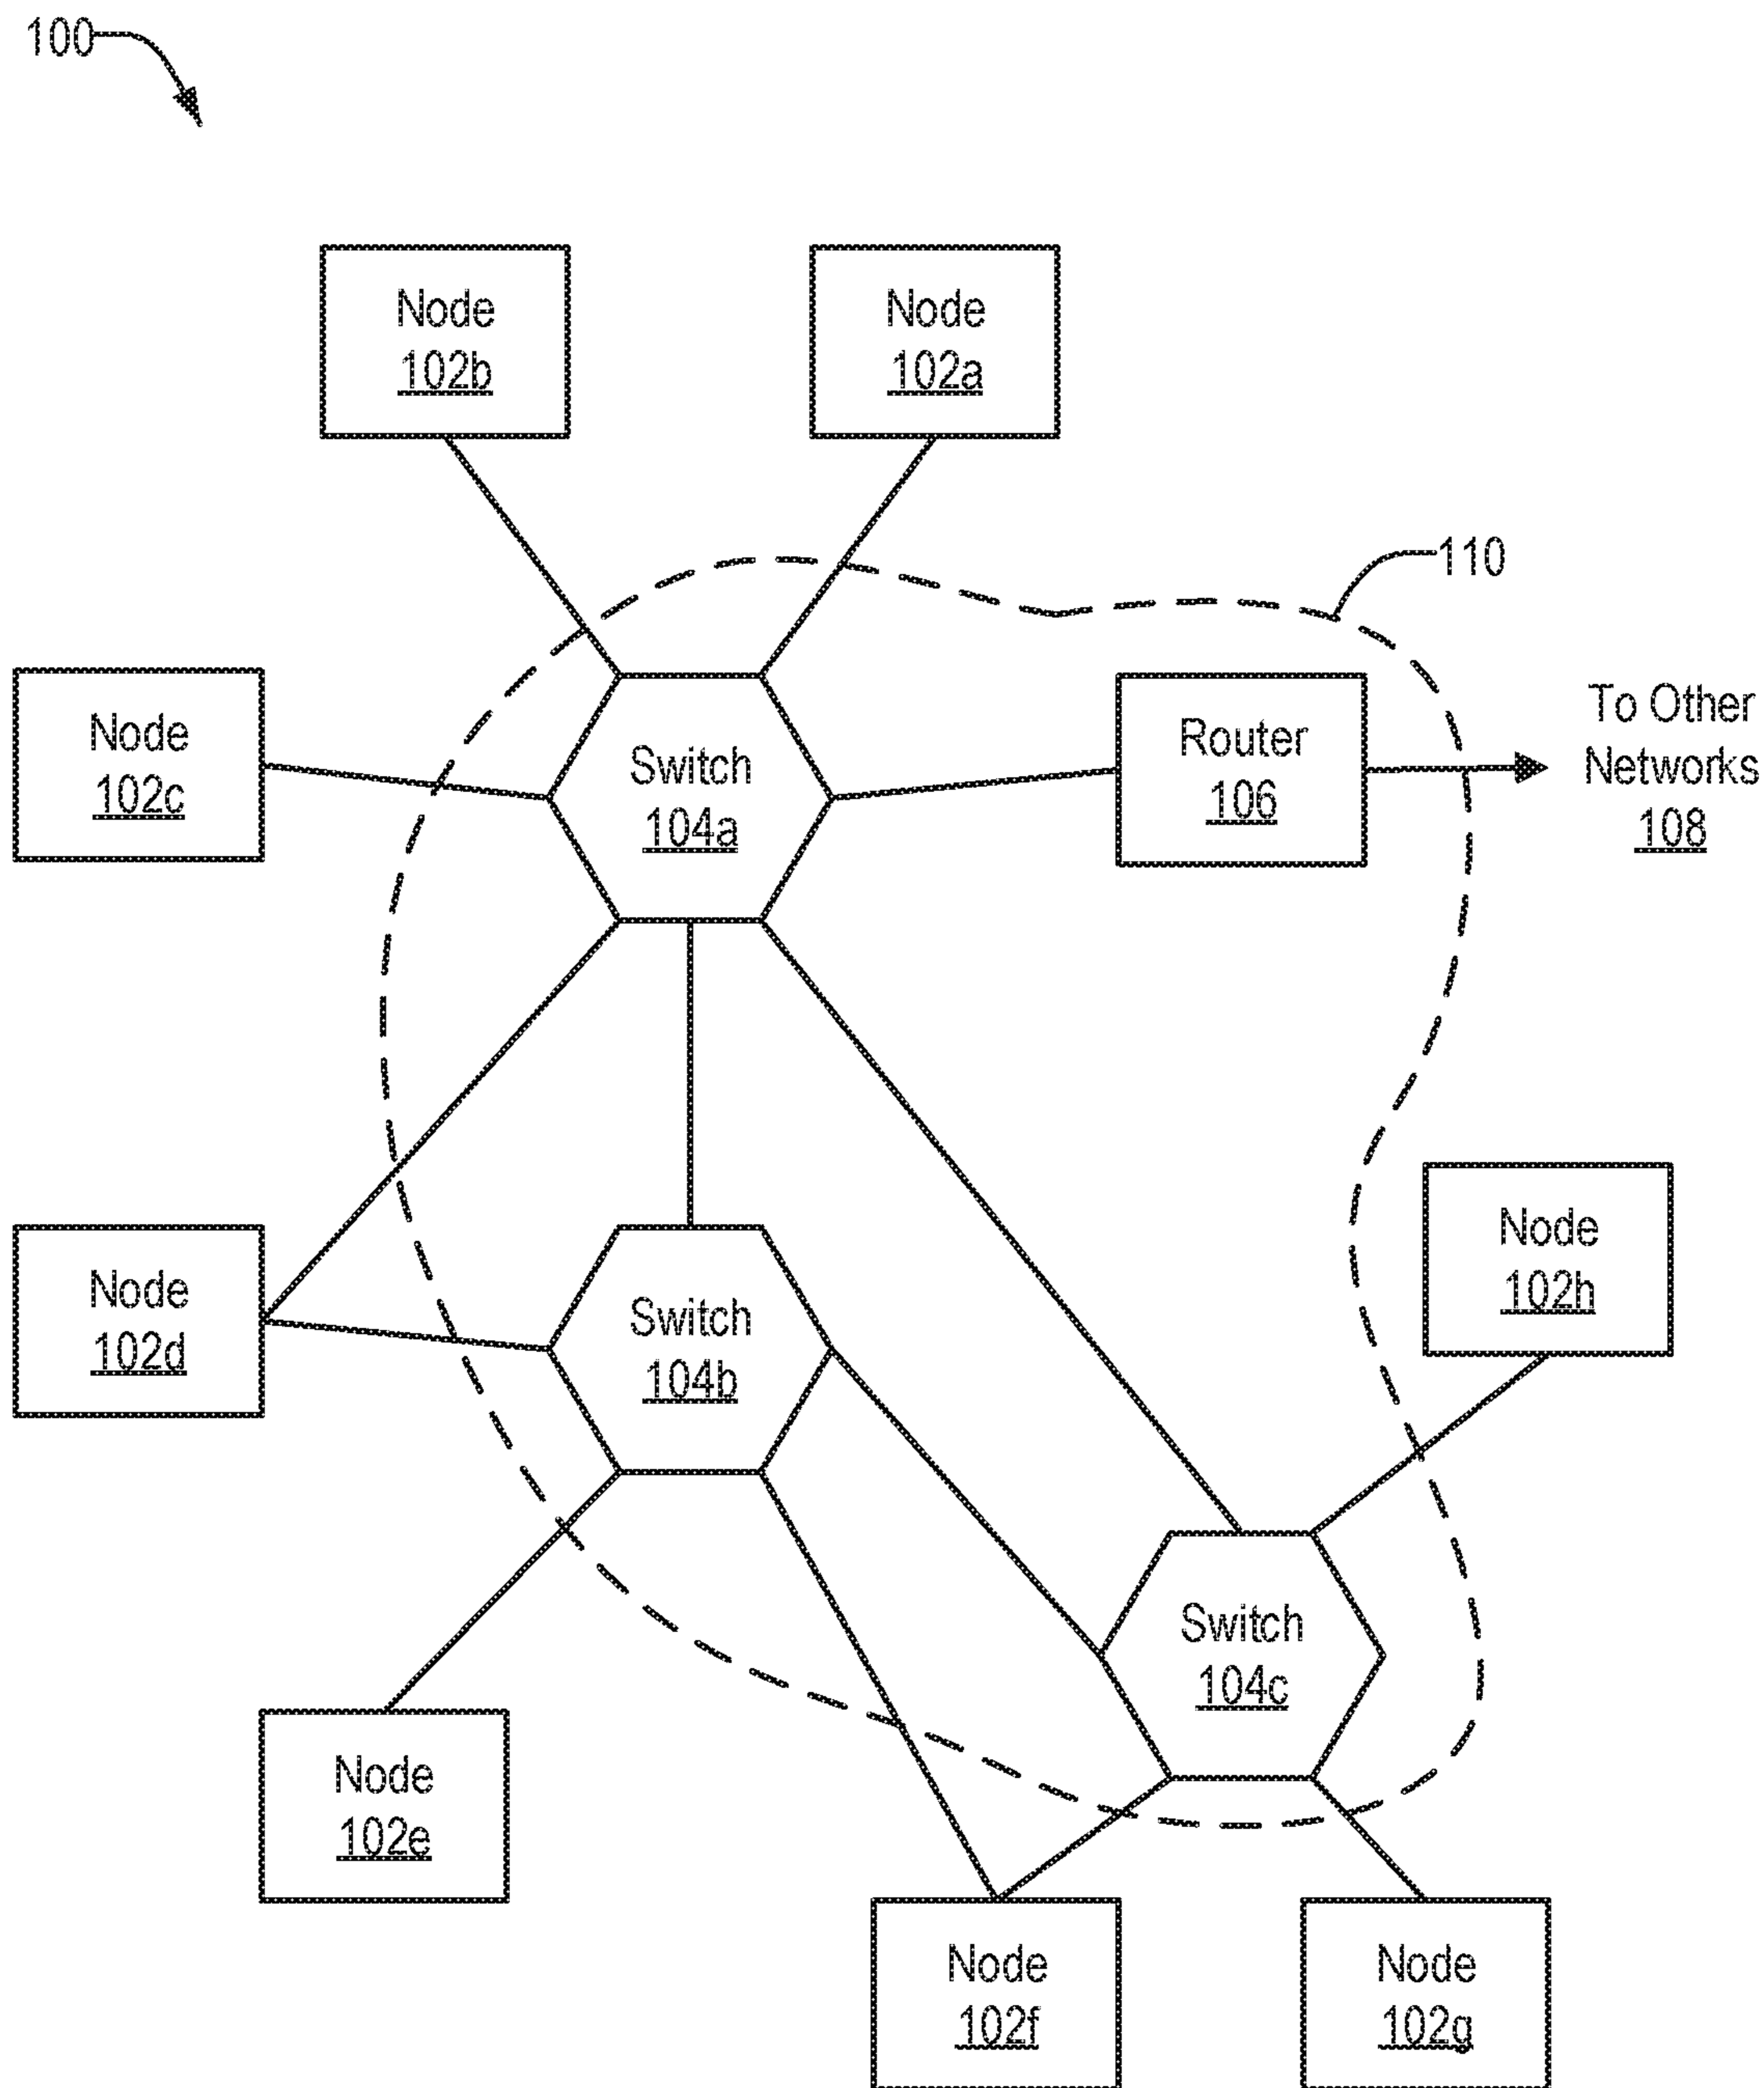 100
Node
102b
Node
102a
110
Node
102c
Switch
104a
Router
106
To Other
Networks
108
Node
102d
Switch
104b
Node
102h
Switch
104c
Node
102e
Node
102f
Node
102g